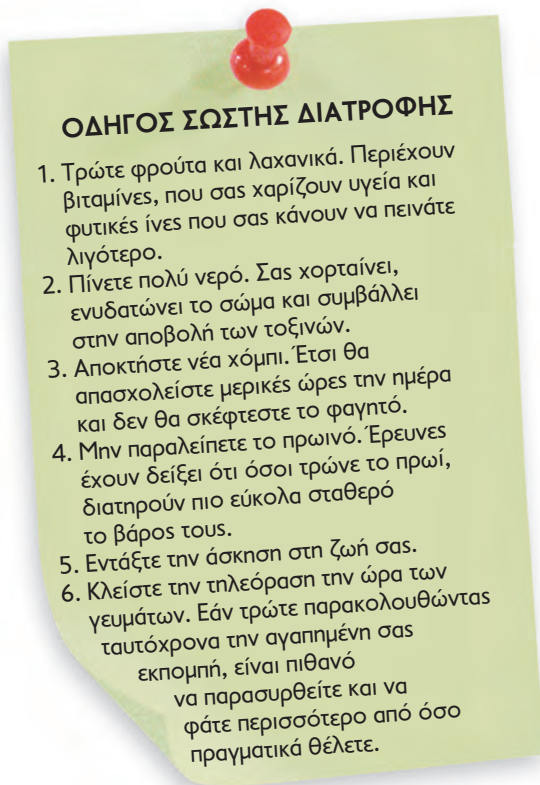 ΟΔΗΓΟΣ ΣΩΣΤΗΣ ΔΙΑΤΡΟΦΗΣ
1. Τρώτε φρούτα και λαχανικά. Περιέχουν
βιταμίνες, που σας χαρίζουν υγεία και
φυτικές ίνες που σας κάνουν να πεινάτε
λιγότερο.
2. Πίνετε πολύ νερό. Σας χορταίνει,
ενυδατώνει το σώμα και συμβάλλει
στην αποβολή των τοξινών.
3. Αποκτήστε νέα χόμπι. Έτσι θα
απασχολείστε μερικές ώρες την ημέρα
και δεν θα σκέφτεστε το φαγητό.
4. Μην παραλείπετε το πρωινό. Έρευνες
έχουν δείξει ότι όσοι τρώνε το πρωί,
διατηρούν πιο εύκολα σταθερό
το βάρος τους.
5. Εντάξτε την άσκηση στη ζωή σας.
6. Κλείστε την τηλεόραση την ώρα των
γευμάτων. Εάν τρώτε παρακολουθώντας
ταυτόχρονα την αγαπημένη σας
εκπομπή, είναι πιθανό
να παρασυρθείτε και να
φάτε περισσότερο από όσο
πραγματικά θέλετε.